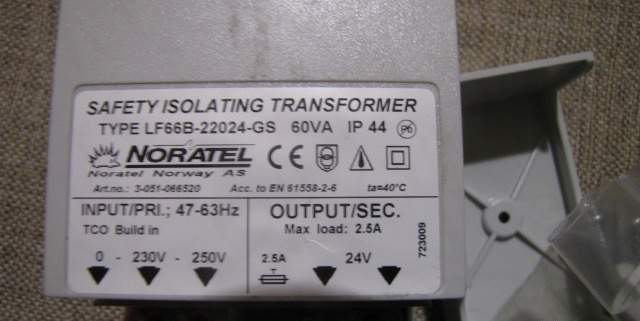 SAFETY ISOLATING TRANSFORMER
TYPE LF66B-22024-GS 60VA IP 44
NORATEL CE
Noratel Norway AS
Art.no.: 3-051-066520 Acc. to EN 61558-2-6 ta=40°C
INPUT/PRI.; 47-63Hz
TCO Build in
0 - 230V - 250V
OUTPUT/SEC.
Max load: 2.5A
2.5A 24V
723009